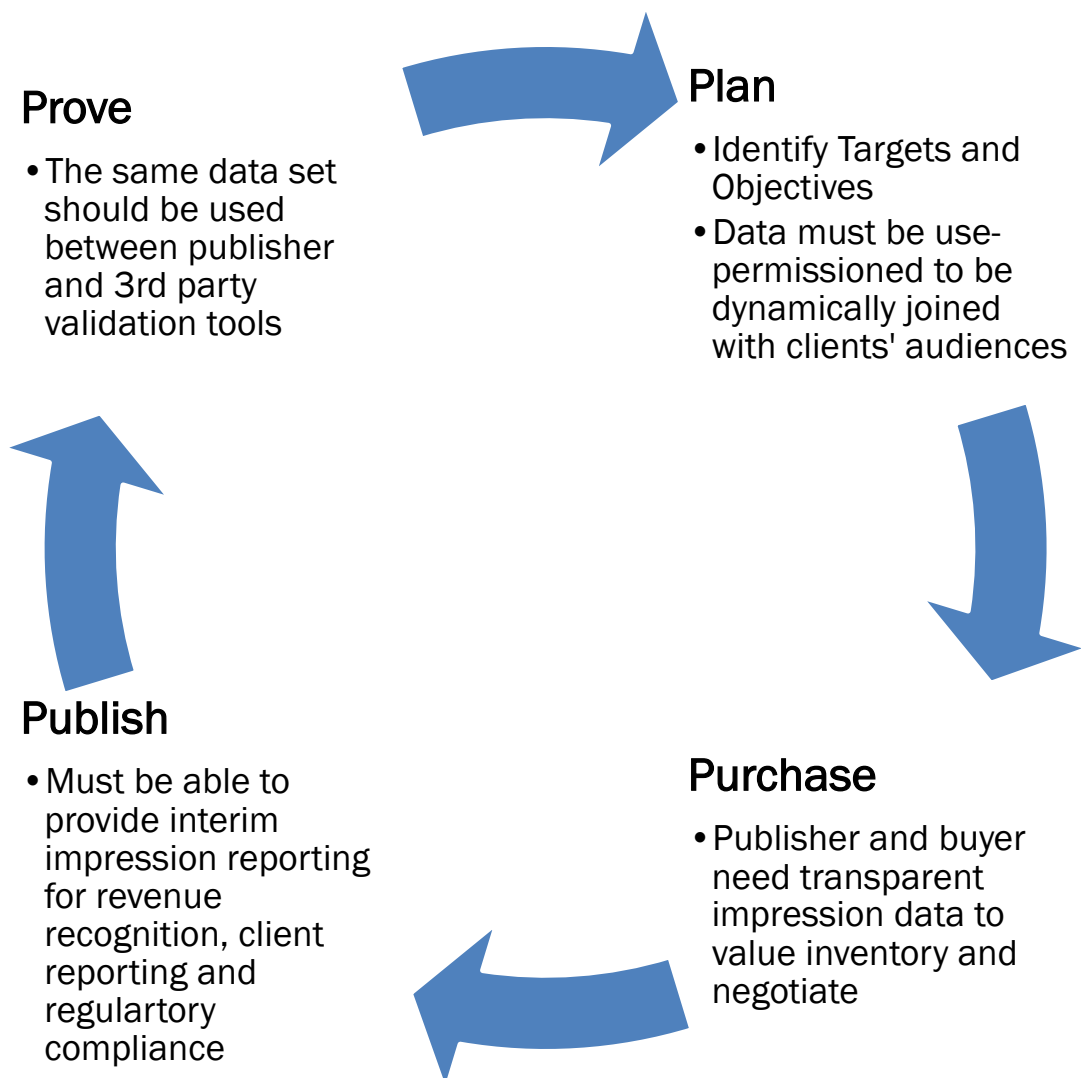 Prove
•The same data set
should be used
between publisher
and 3rd party
validation tools
Plan
•Identify Targets and
Objectives
•Data must be use-
permissioned to be
dynamically joined
with clients' audiences
Purchase
•Publisher and buyer
need transparent
impression data to
value inventory and
negotiate
Publish
•Must be able to
provide interim
impression reporting
for revenue
recognition, client
reporting and
regulartory
compliance